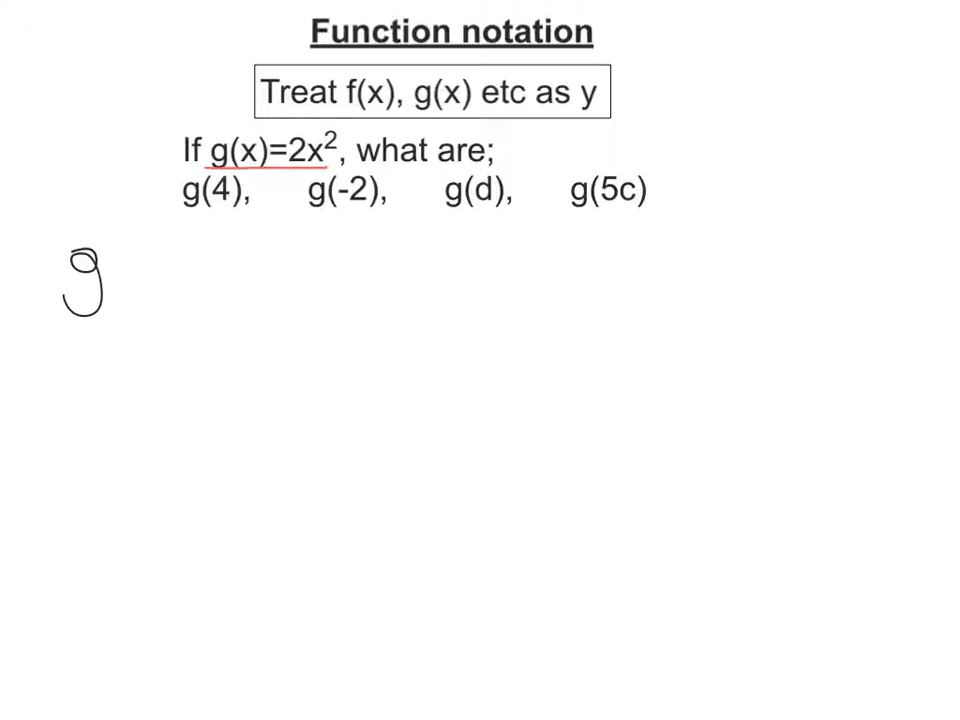 Function notation
Treat f(x), g(x) etc as y
If g(x)=2x², what are;
g(4), g(-2), g(d), g(5c)
g